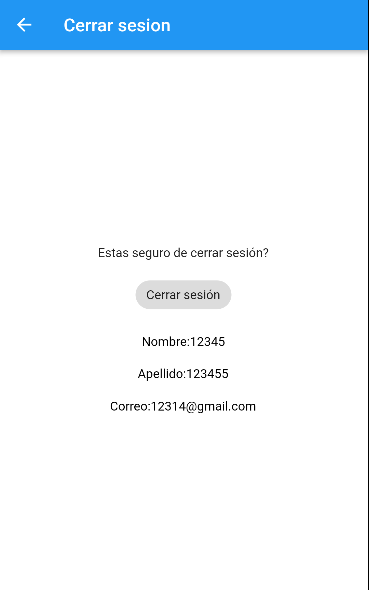 Cerrar sesion
Estas seguro de cerrar sesión?
Cerrar sesión
Nombre:12345
Apellido:123455
Correo:12314@gmail.com